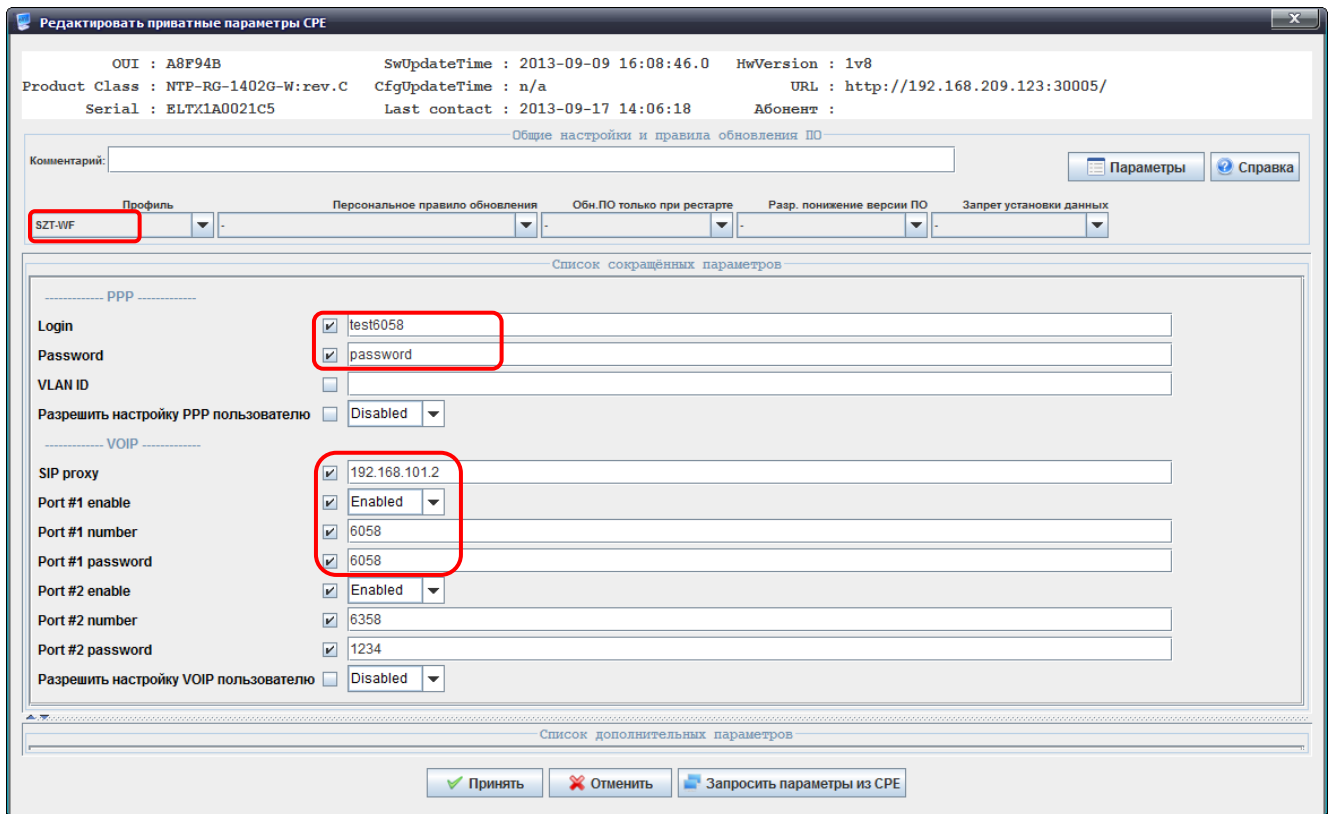 Редактировать приватные параметры CPE
x
OUI : A8F94B SwUpdateTime : 2013-09-09 16:08:46.0 HwVersion : 1v8
Product Class : NTP-RG-1402G-W:rev.C CfgUpdateTime : n/a URL : http://192.168.209.123:30005/
Serial : ELTX1A0021C5 Last contact : 2013-09-17 14:06:18 Абонент :
Общие настройки и правила обновления ПО
Комментарий: Параметры Справка
Профиль Персональное правило обновления Обн.ПО только при рестарте Разр. понижение версии ПО Запрет установки данных
SZT-WF - - - -
Список сокращённых параметров
------------- PPP -------------
Login test6058
Password password
VLAN ID
Разрешить настройку PPP пользователю Disabled
------------- VOIP -------------
SIP proxy 192.168.101.2
Port #1 enable Enabled
Port #1 number 6058
Port #1 password 6058
Port #2 enable Enabled
Port #2 number 6358
Port #2 password 1234
Разрешить настройку VOIP пользователю Disabled
Список дополнительных параметров
Принять Отменить Запросить параметры из CPE